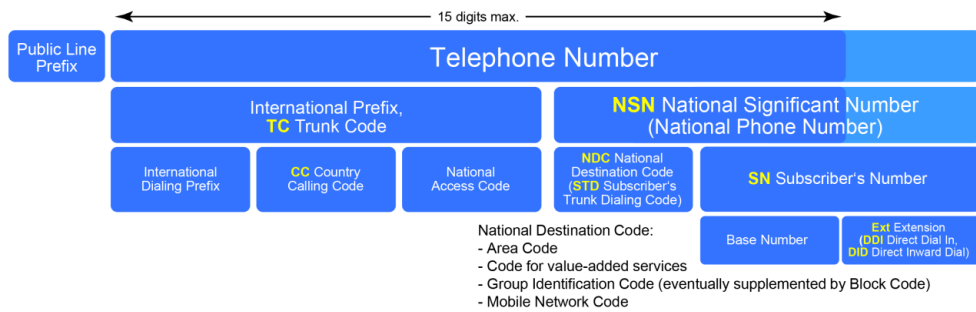 15 digits max.
Public Line
Prefix
Telephone Number
International Prefix,
TC Trunk Code
NSN National Significant Number
(National Phone Number)
International
Dialing Prefix
CC Country
Calling Code
National
Access Code
NDC National
Destination Code
(STD Subscriber's
Trunk Dialing Code)
SN Subscriber's Number
Base Number
Ext Extension
(DDI Direct Dial In,
DID Direct Inward Dial)
National Destination Code:
- Area Code
- Code for value-added services
- Group Identification Code (eventually supplemented by Block Code)
- Mobile Network Code